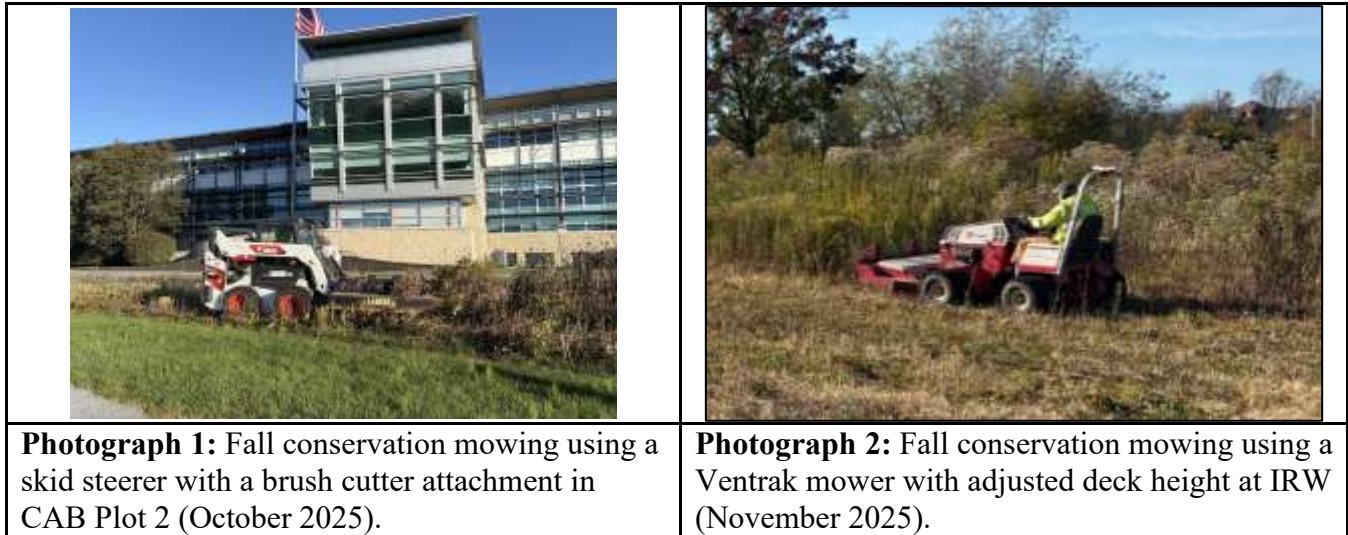 Photograph 1: Fall conservation mowing using a
skid steerer with a brush cutter attachment in
CAB Plot 2 (October 2025).
Photograph 2: Fall conservation mowing using a
Ventrak mower with adjusted deck height at IRW
(November 2025).